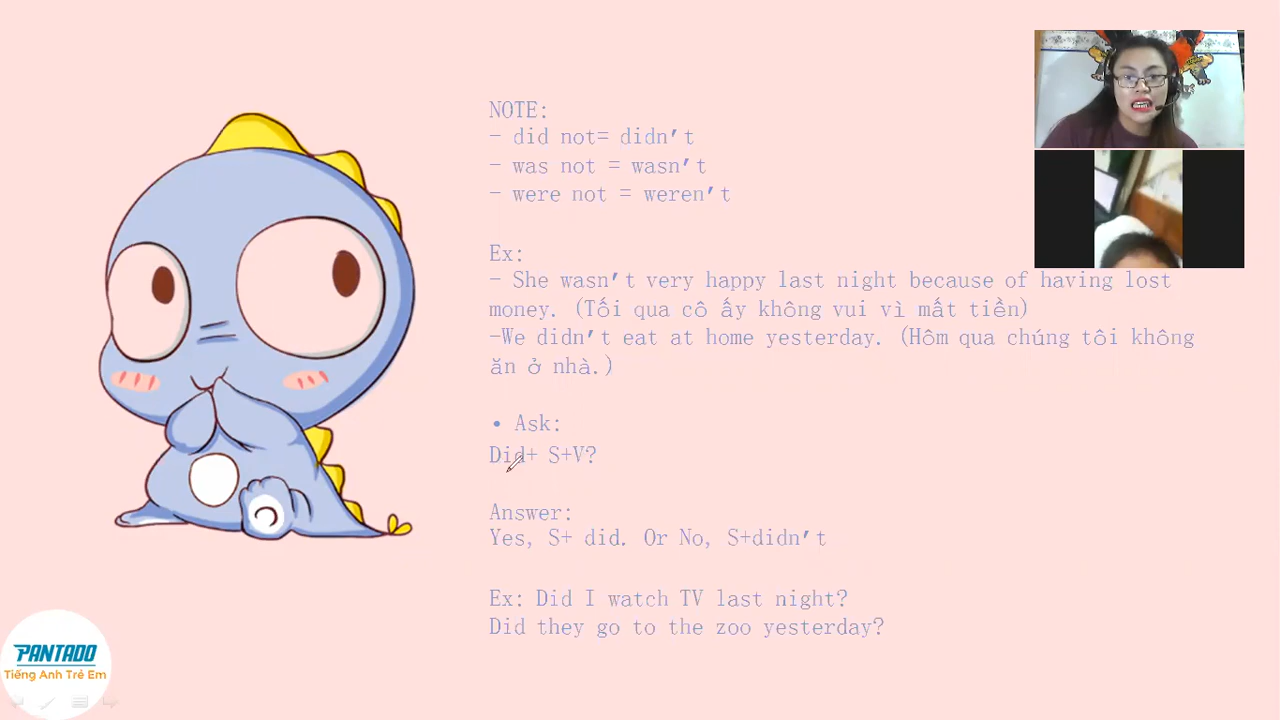 NOTE:
- did not= didn't
- was not = wasn't
- were not = weren't
Ex:
- She wasn't very happy last night because of having lost
money. (Tối qua cô ấy không vui vì mất tiền)
-We didn't eat at home yesterday. (Hôm qua chúng tôi không
ăn ở nhà.)
• Ask:
Did+ S+V?
Answer:
Yes, S+ did. Or No, S+didn't
Ex: Did I watch TV last night?
Did they go to the zoo yesterday?
PANTADO
Tiếng Anh Trẻ Em